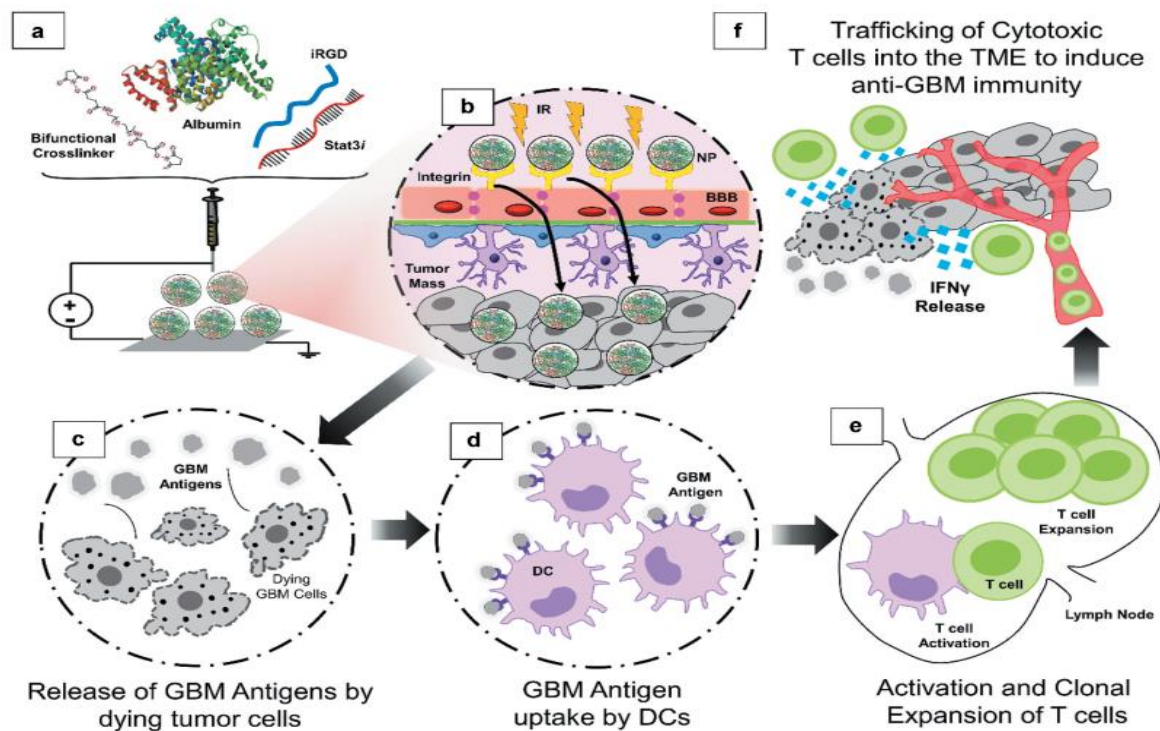 a
iRGD
Albumin
Bifunctional
Crosslinker
Stat3i
+
-
b
IR
NP
Integrin
BBB
Tumor
Mass
c
GBM
Antigens
Dying
GBM Cells
Release of GBM Antigens by
dying tumor cells
d
GBM
Antigen
DC
GBM Antigen
uptake by DCs
e
T cell
Expansion
T cell
T cell
Activation
Lymph Node
Activation and Clonal
Expansion of T cells
f
Trafficking of Cytotoxic
T cells into the TME to induce
anti-GBM immunity
IFNγ
Release